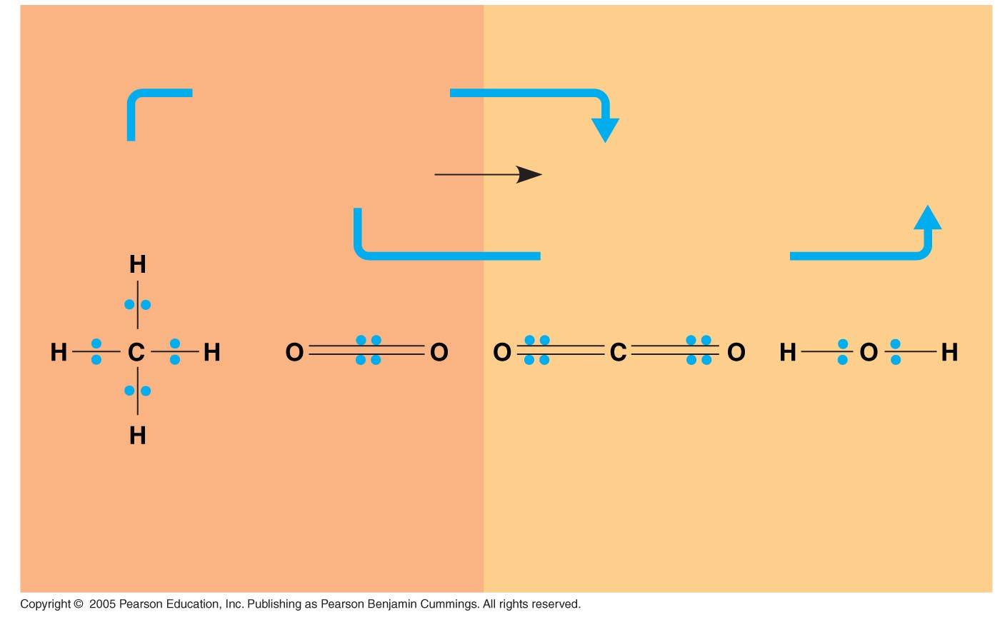 H
H C H O O O C O H O H
H
Copyright © 2005 Pearson Education, Inc. Publishing as Pearson Benjamin Cummings. All rights reserved.